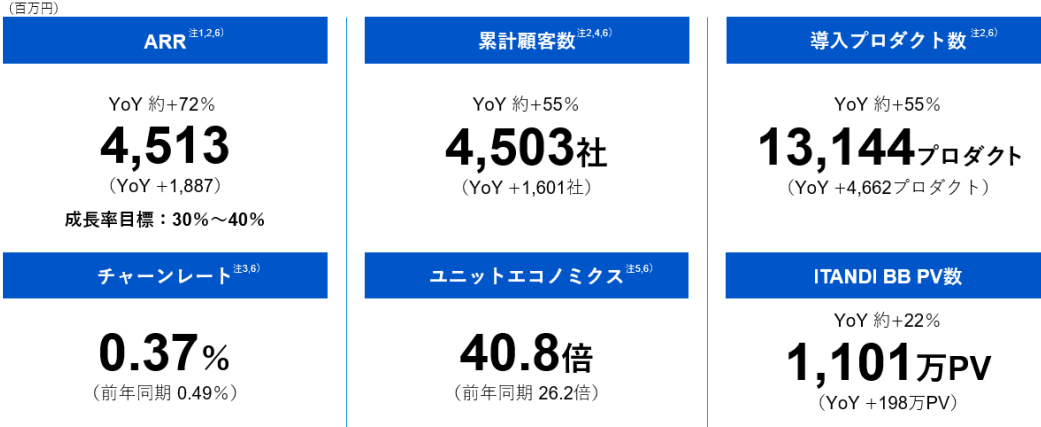 （百万円）
ARR注1,2,6）
YoY 約+72%
4,513
（YoY +1,887）
成長率目標：30%～40%
累計顧客数注2,4,6）
YoY 約+55%
4,503社
（YoY +1,601社）
導入プロダクト数 注2,6）
YoY 約+55%
13,144プロダクト
（YoY +4,662プロダクト）
チャーンレート注3,6）
0.37%
（前年同期 0.49%）
ユニットエコノミクス注5,6）
40.8倍
（前年同期 26.2倍）
ITANDI BB PV数
YoY 約+22%
1,101万PV
（YoY +198万PV）